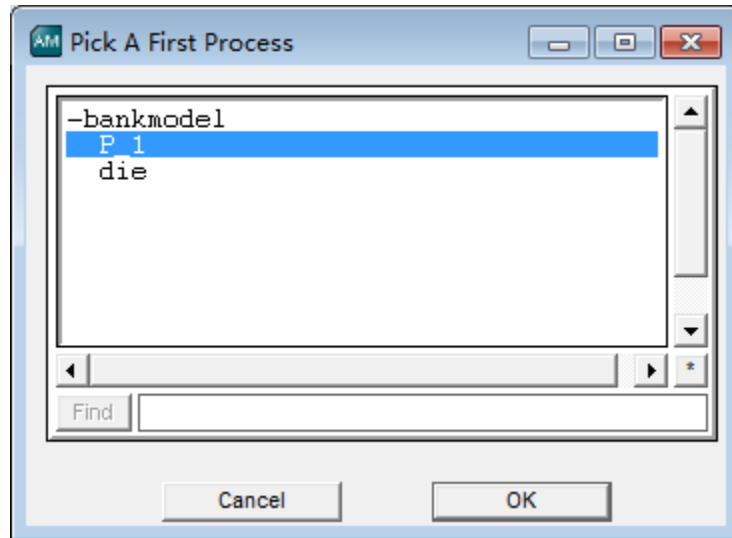 AM Pick A First Process
-bankmodel
P_1
die
*
Find
Cancel
OK